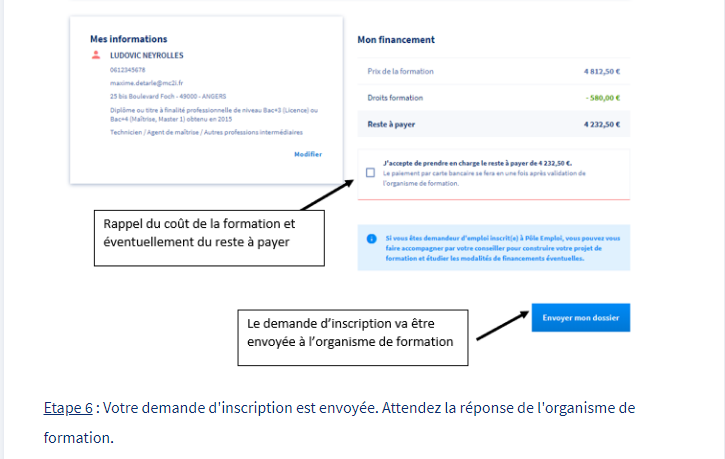 Mes informations
LUDOVIC NEYROLLES
0612345678
maxime.detarle@mc2i.fr
25 bis Boulevard Foch - 49000 - ANGERS
Diplôme ou titre à finalité professionnelle de niveau Bac+3 (Licence) ou
Bac+4 (Maîtrise, Master 1) obtenu en 2015
Technicien / Agent de maîtrise / Autres professions intermédiaires
Modifier
Mon financement
Prix de la formation 4 812,50 €
Droits formation - 580,00 €
Reste à payer 4 232,50 €
J'accepte de prendre en charge le reste à payer de 4 232,50 €.
Le paiement par carte bancaire se fera en une fois après validation de
l'organisme de formation.
Rappel du coût de la formation et
éventuellement du reste à payer
Si vous êtes demandeur d'emploi inscrit(e) à Pôle Emploi, vous pouvez vous
faire accompagner par votre conseiller pour construire votre projet de
formation et étudier les modalités de financements éventuelles.
Envoyer mon dossier
Le demande d'inscription va être
envoyée à l'organisme de formation
Etape 6 : Votre demande d'inscription est envoyée. Attendez la réponse de l'organisme de
formation.